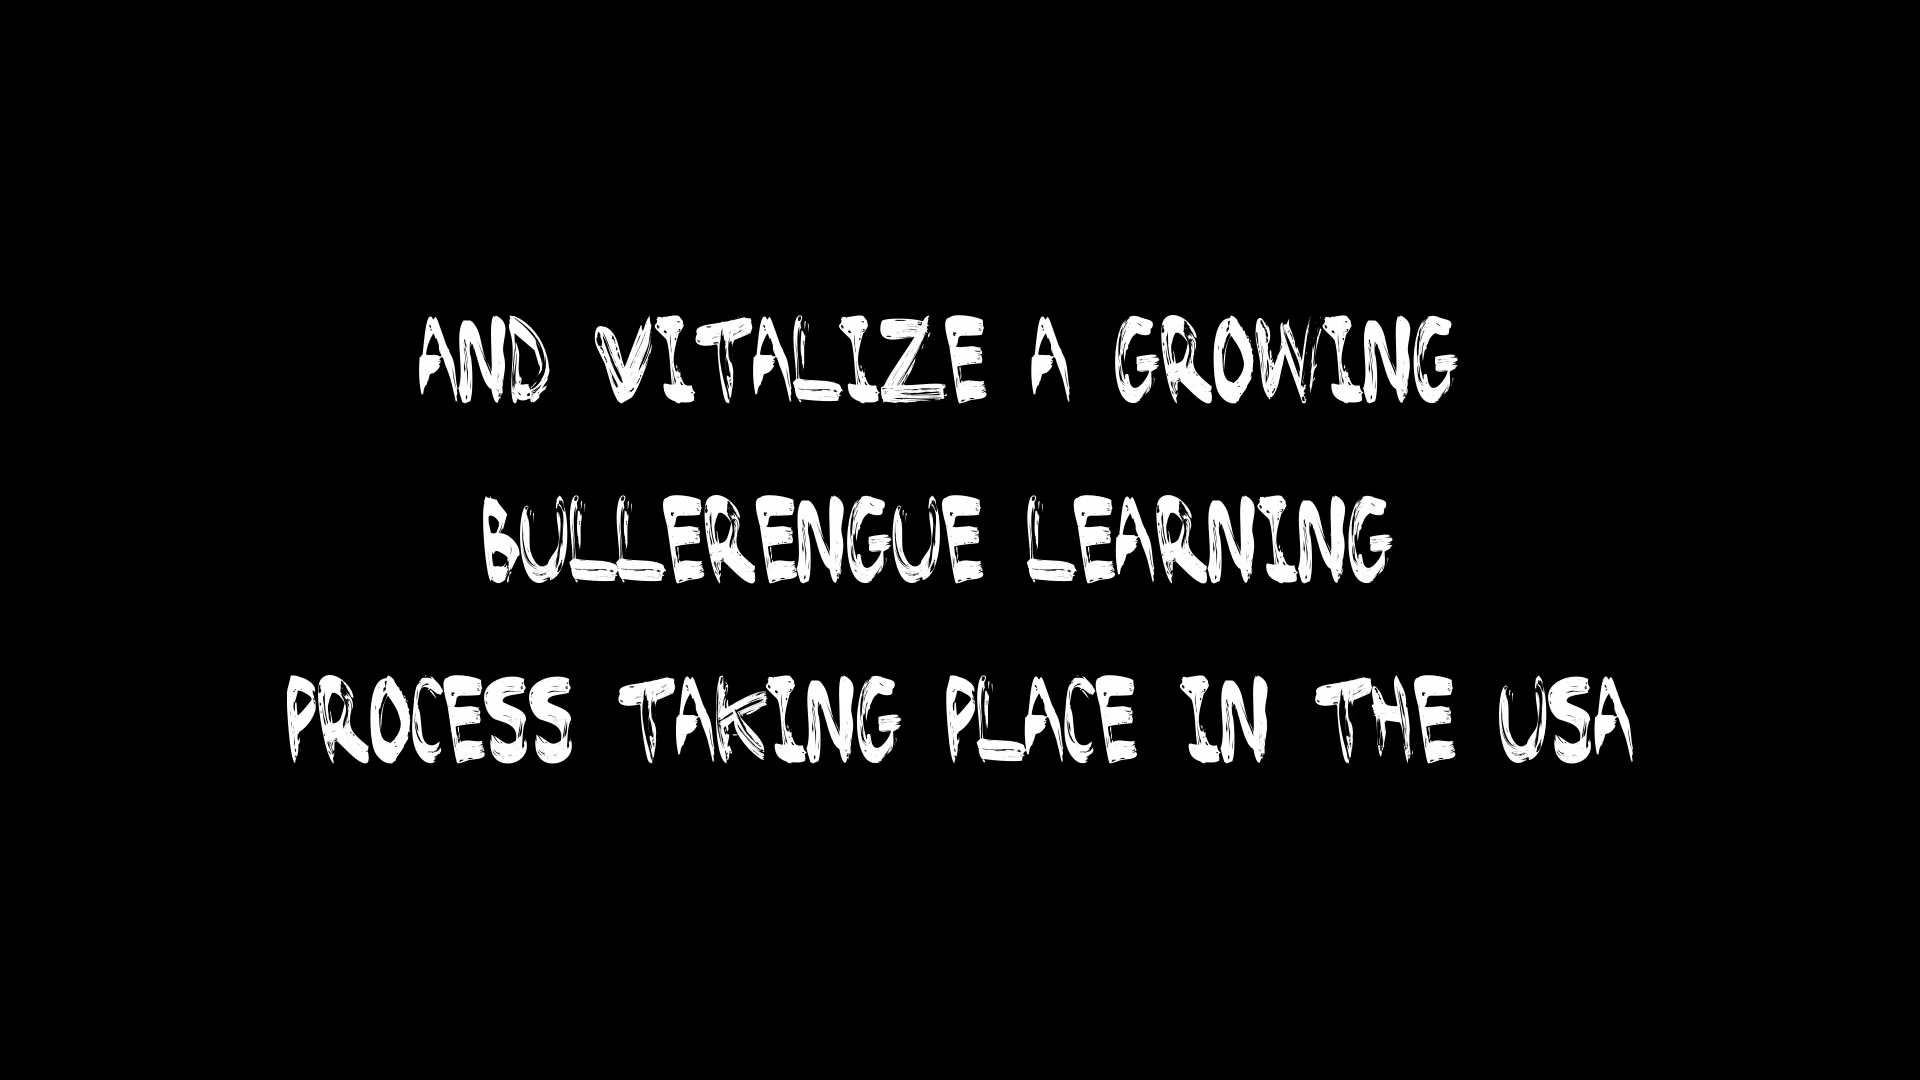 AND VITALIZE A GROWING
BULLERENGUE LEARNING
PROCESS TAKING PLACE IN THE USA